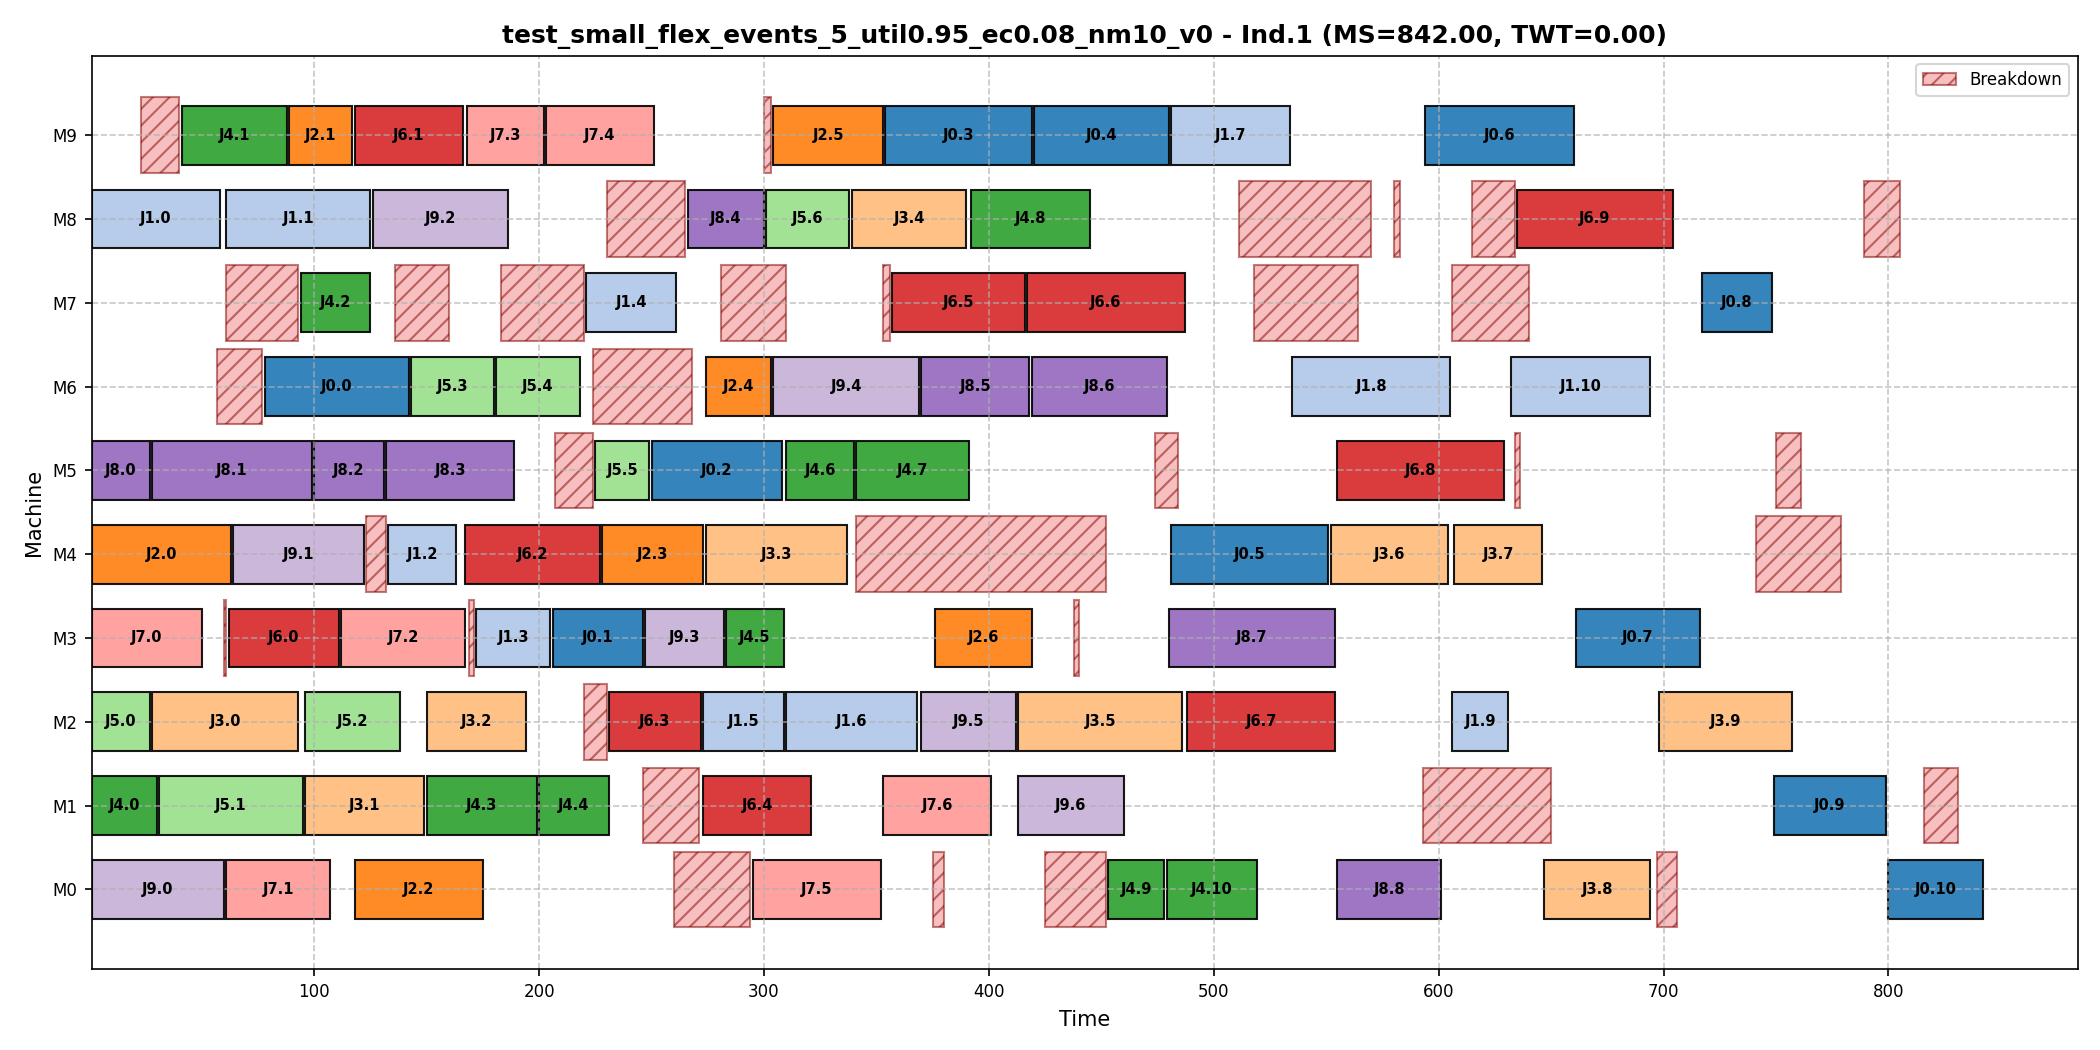 test_small_flex_events_5_util0.95_ec0.08_nm10_v0 - Ind.1 (MS=842.00, TWT=0.00)
Breakdown
Machine
M9 J4.1 J2.1 J6.1 J7.3 J7.4 J2.5 J0.3 J0.4 J1.7 J0.6
M8 J1.0 J1.1 J9.2 J8.4 J5.6 J3.4 J4.8 J6.9
M7 J4.2 J1.4 J6.5 J6.6 J0.8
M6 J0.0 J5.3 J5.4 J2.4 J9.4 J8.5 J8.6 J1.8 J1.10
M5 J8.0 J8.1 J8.2 J8.3 J5.5 J0.2 J4.6 J4.7 J6.8
M4 J2.0 J9.1 J1.2 J6.2 J2.3 J3.3 J0.5 J3.6 J3.7
M3 J7.0 J6.0 J7.2 J1.3 J0.1 J9.3 J4.5 J2.6 J8.7 J0.7
M2 J5.0 J3.0 J5.2 J3.2 J6.3 J1.5 J1.6 J9.5 J3.5 J6.7 J1.9 J3.9
M1 J4.0 J5.1 J3.1 J4.3 J4.4 J6.4 J7.6 J9.6 J0.9
M0 J9.0 J7.1 J2.2 J7.5 J4.9 J4.10 J8.8 J3.8 J0.10
100 200 300 400 500 600 700 800
Time